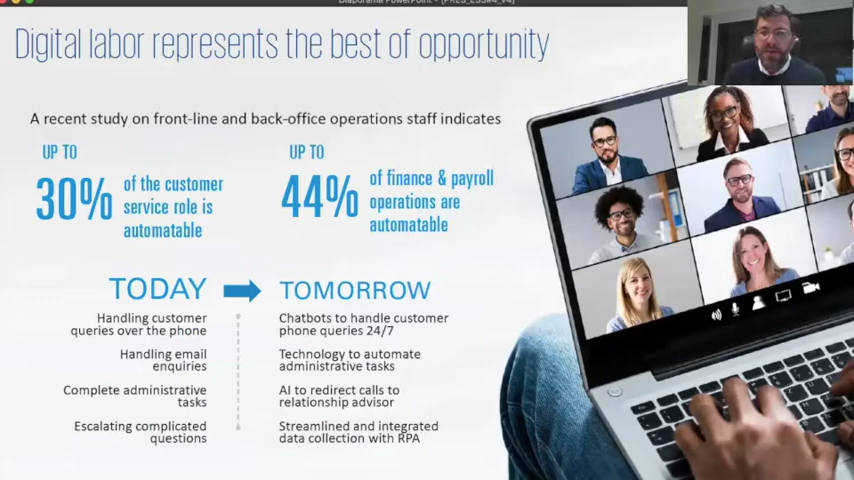 Diaporama PowerPoint - [PRES_ESS#4_V4]
Digital labor represents the best of opportunity
A recent study on front-line and back-office operations staff indicates
UP TO
30%
of the customer
service role is
automatable
UP TO
44%
of finance & payroll
operations are
automatable
TODAY
TOMORROW
Handling customer
queries over the phone
Chatbots to handle customer
phone queries 24/7
Handling email
enquiries
Technology to automate
administrative tasks
Complete administrative
tasks
AI to redirect calls to
relationship advisor
Escalating complicated
questions
Streamlined and integrated
data collection with RPA